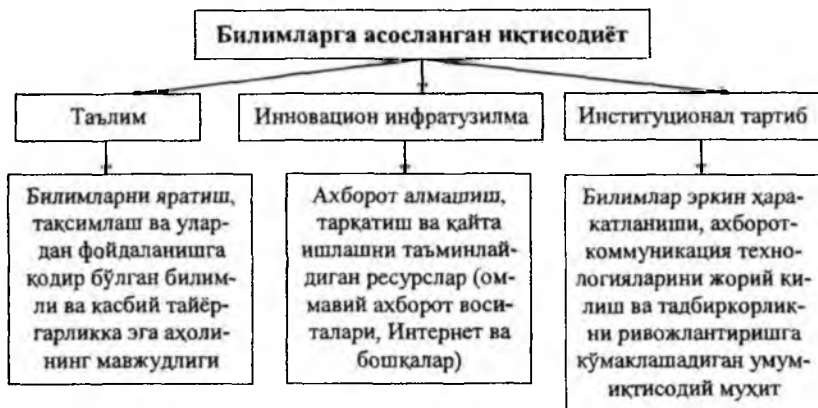 Билимларга асосланган иқтисодиёт
Таълим
Инновацион инфратузилма
Институционал тартиб
Билимларни яратиш,
тақсимлаш ва улар-
дан фойдаланишга
қодир бўлган билим-
ли ва касбий тайёр-
гарликка эга аҳоли-
нинг мавжудлиги
Ахборот алмашиш,
тарқатиш ва қайта
ишлашни таъминлай-
диган ресурслар (ом-
мавий ахборот воси-
талари, Интернет ва
бошқалар)
Билимлар эркин ҳара-
катланиши, ахборот-
коммуникация техно-
логияларини жорий қи-
лиш ва тадбиркорлик-
ни ривожлантиришга
кўмаклашадиган умум-
иқтисодий муҳит